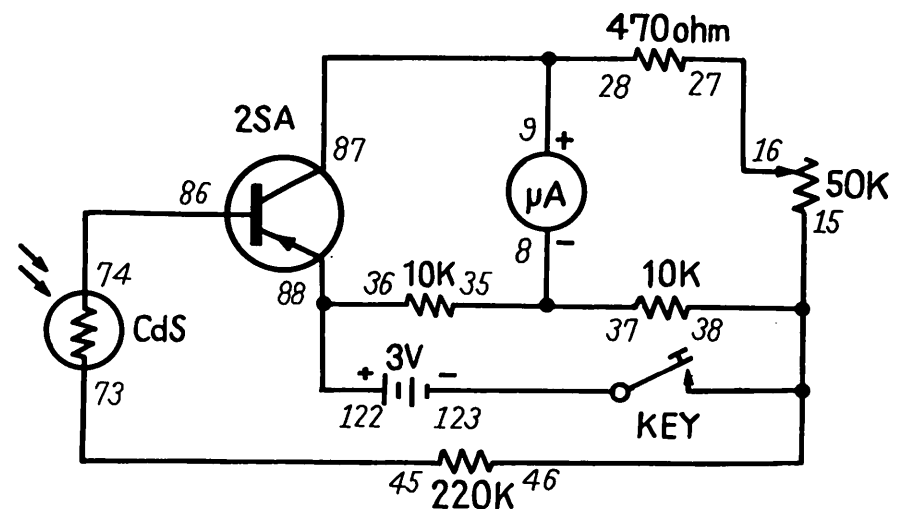 470ohm
28 27
2SA
9 +
87
16
86
µA
50K
15
8 −
74
88
36 10K 35
10K
CdS
37 38
+ 3V −
73
122 123
KEY
45 46
220K